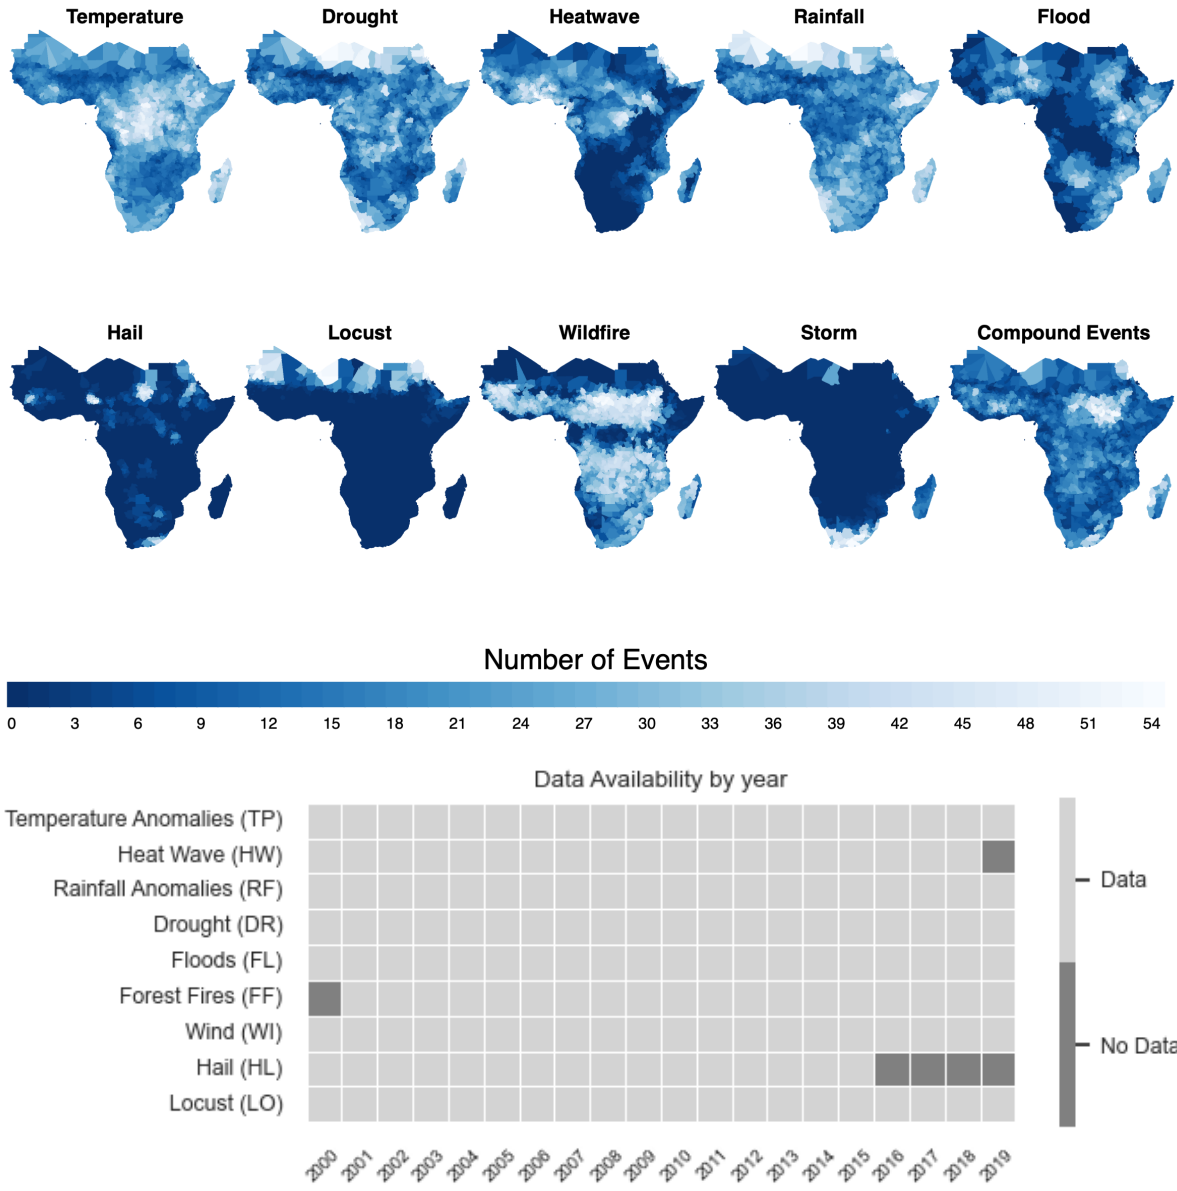 Temperature Drought Heatwave Rainfall Flood
Hail Locust Wildfire Storm Compound Events
Number of Events
0 3 6 9 12 15 18 21 24 27 30 33 36 39 42 45 48 51 54
Data Availability by year
Temperature Anomalies (TP)
Heat Wave (HW)
Rainfall Anomalies (RF)
Drought (DR)
Floods (FL)
Forest Fires (FF)
Wind (WI)
Hail (HL)
Locust (LO)
Data
No Data
2000 2001 2002 2003 2004 2005 2006 2007 2008 2009 2010 2011 2012 2013 2014 2015 2016 2017 2018 2019